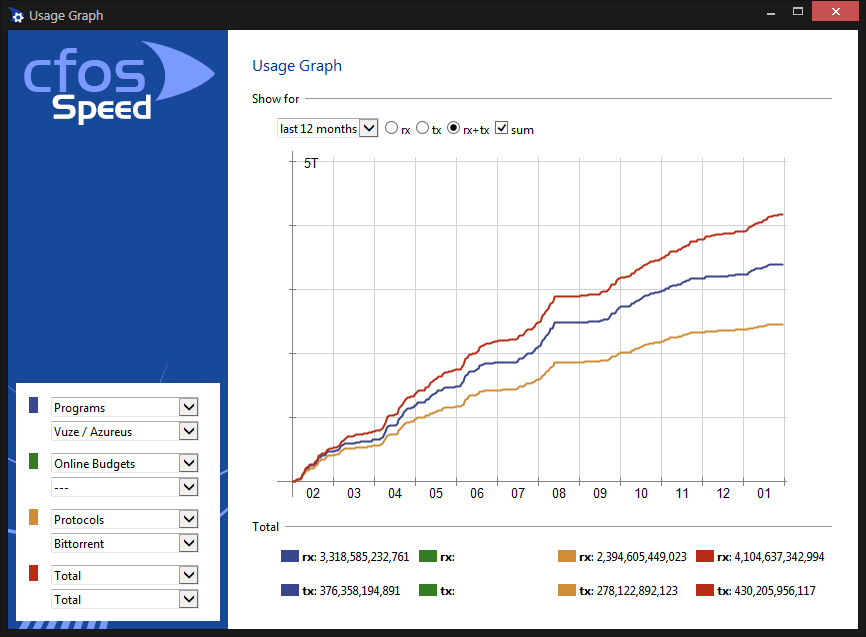 Usage Graph
cfos
Speed
Usage Graph
Show for
last 12 months rx tx rx+tx sum
5T
02 03 04 05 06 07 08 09 10 11 12 01
Programs
Vuze / Azureus
Online Budgets
---
Protocols
Bittorrent
Total
Total
Total
rx: 3,318,585,232,761 rx: rx: 2,394,605,449,023 rx: 4,104,637,342,994
tx: 376,358,194,891 tx: tx: 278,122,892,123 tx: 430,205,956,117